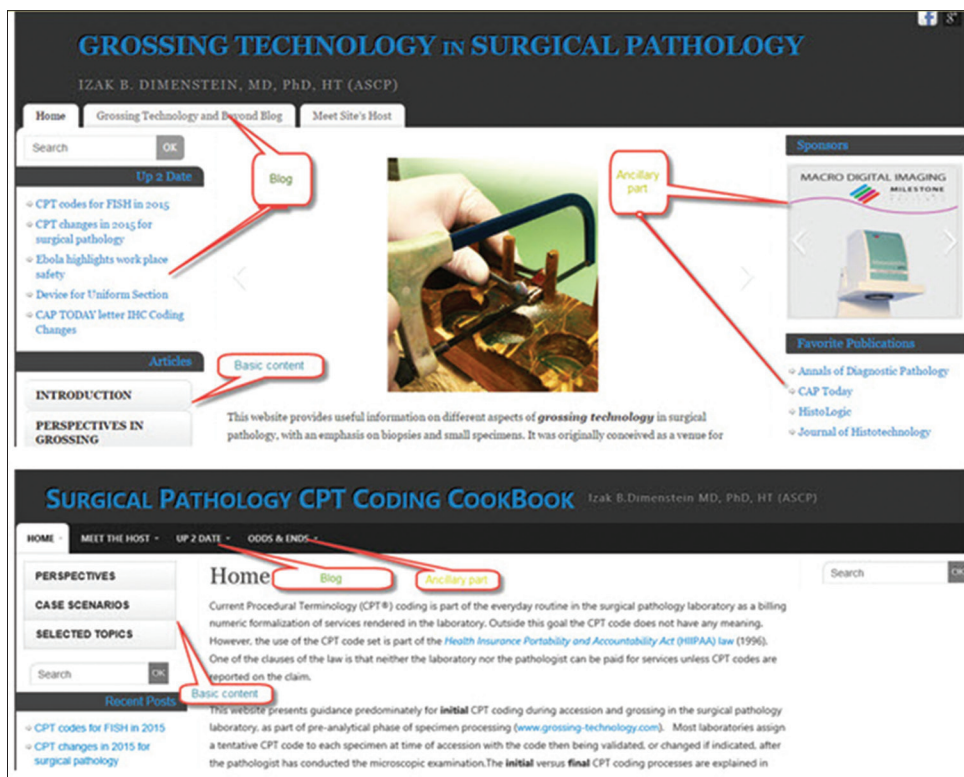 GROSSING TECHNOLOGY IN SURGICAL PATHOLOGY
IZAK B. DIMENSTEIN, MD, PhD, HT (ASCP)
Home
Grossing Technology and Beyond Blog
Meet Site's Host
Search
OK
Up 2 Date
CPT codes for FISH in 2015
CPT changes in 2015 for
surgical pathology
Ebola highlights work place
safety
Device for Uniform Section
CAP TODAY letter IHC Coding
Changes
Articles
INTRODUCTION
PERSPECTIVES IN
GROSSING
Blog
Basic content
Ancillary
part
This website provides useful information on different aspects of grossing technology in surgical
pathology, with an emphasis on biopsies and small specimens. It was originally conceived as a venue for
Sponsors
MACRO DIGITAL IMAGING
MILESTONE
Favorite Publications
Annals of Diagnostic Pathology
CAP Today
HistoLogic
Journal of Histotechnology
SURGICAL PATHOLOGY CPT CODING COOKBOOK
Izak B.Dimenstein MD, PhD, HT (ASCP)
HOME
MEET THE HOST
UP 2 DATE
ODDS & ENDS
PERSPECTIVES
CASE SCENARIOS
SELECTED TOPICS
Search
OK
Recent Posts
CPT codes for FISH in 2015
CPT changes in 2015 for
surgical pathology
Home
Blog
Ancillary part
Basic content
Search
OK
Current Procedural Terminology (CPT®) coding is part of the everyday routine in the surgical pathology laboratory as a billing
numeric formalization of services rendered in the laboratory. Outside this goal the CPT code does not have any meaning.
However, the use of the CPT code set is part of the Health Insurance Portability and Accountability Act (HIIPAA) law (1996).
One of the clauses of the law is that neither the laboratory nor the pathologist can be paid for services unless CPT codes are
reported on the claim.
This website presents guidance predominately for initial CPT coding during accession and grossing in the surgical pathology
laboratory, as part of pre-analytical phase of specimen processing (www.grossing-technology.com). Most laboratories assign
a tentative CPT code to each specimen at time of accession with the code then being validated, or changed if indicated, after
the pathologist has conducted the microscopic examination.The initial versus final CPT coding processes are explained in